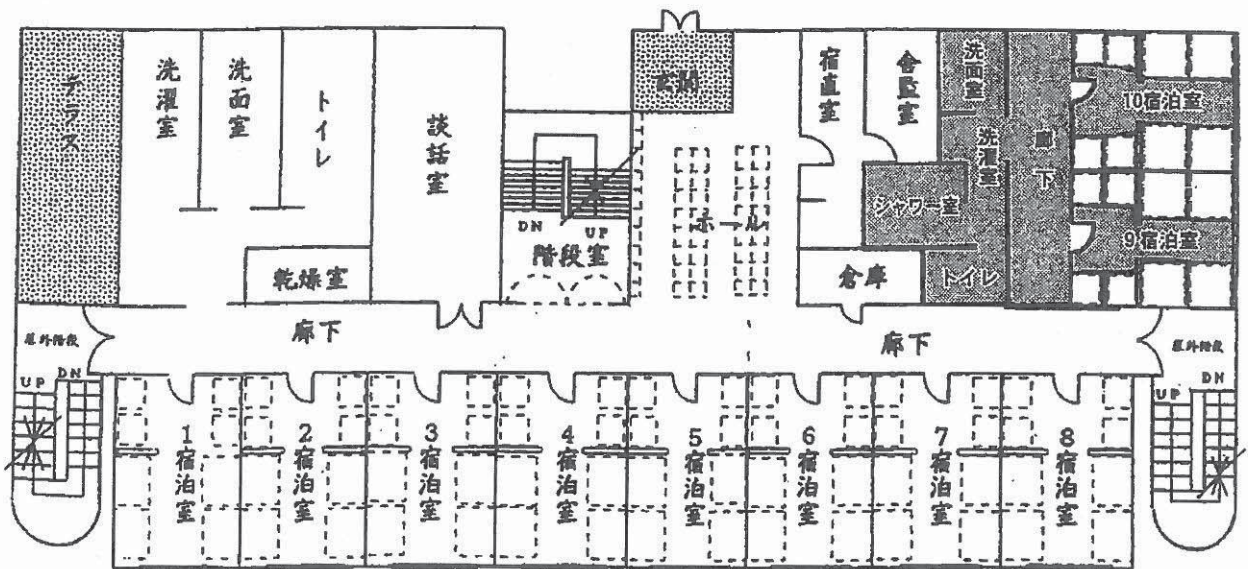 テラス
洗濯室
洗面室
トイレ
談話室
乾燥室
DN
UP
階段室
玄関
ホール
宿直室
舎監室
洗面室
洗濯室
シャワー室
倉庫
トイレ
廊下
10宿泊室
9宿泊室
屋外階段
UP
DN
廊下
廊下
屋外階段
UP
DN
1宿泊室
2宿泊室
3宿泊室
4宿泊室
5宿泊室
6宿泊室
7宿泊室
8宿泊室